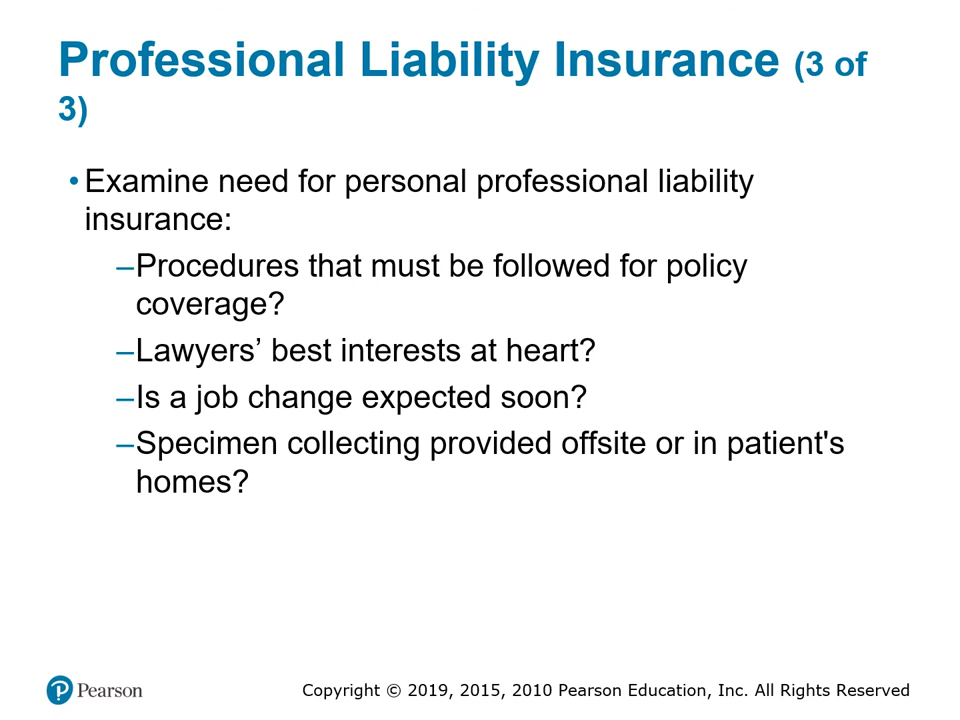 Professional Liability Insurance (3 of
3)
• Examine need for personal professional liability
insurance:
–Procedures that must be followed for policy
coverage?
–Lawyers’ best interests at heart?
–Is a job change expected soon?
–Specimen collecting provided offsite or in patient's
homes?
Pearson
Copyright © 2019, 2015, 2010 Pearson Education, Inc. All Rights Reserved